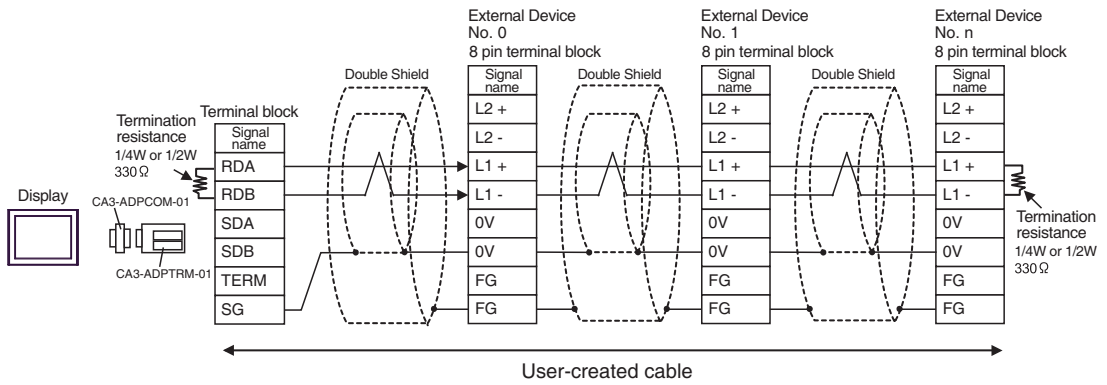 External Device
No. 0
8 pin terminal block
External Device
No. 1
8 pin terminal block
External Device
No. n
8 pin terminal block
Double Shield
Double Shield
Double Shield
Display
CA3-ADPCOM-01
CA3-ADPTRM-01
Termination
resistance
1/4W or 1/2W
330Ω
Terminal block
Signal
name
RDA
RDB
SDA
SDB
TERM
SG
Signal
name
L2 +
L2 -
L1 +
L1 -
0V
0V
FG
FG
Signal
name
L2 +
L2 -
L1 +
L1 -
0V
0V
FG
FG
Signal
name
L2 +
L2 -
L1 +
L1 -
0V
0V
FG
FG
Termination
resistance
1/4W or 1/2W
330Ω
User-created cable